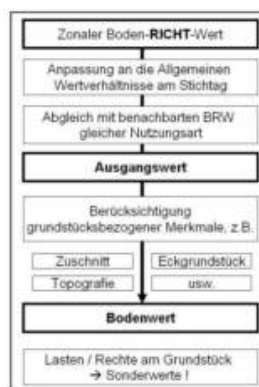 Zonaler Boden-RICHT-Wert
Anpassung an die Allgemeinen
Wertverhältnisse am Stichtag
Abgleich mit benachbarten BRW
gleicher Nutzungsart
Ausgangswert
Berücksichtigung
grundstücksbezogener Merkmale, z.B.
Zuschnitt
Eckgrundstück
Topografie
usw.
Bodenwert
Lasten / Rechte am Grundstück
→ Sonderwerte !